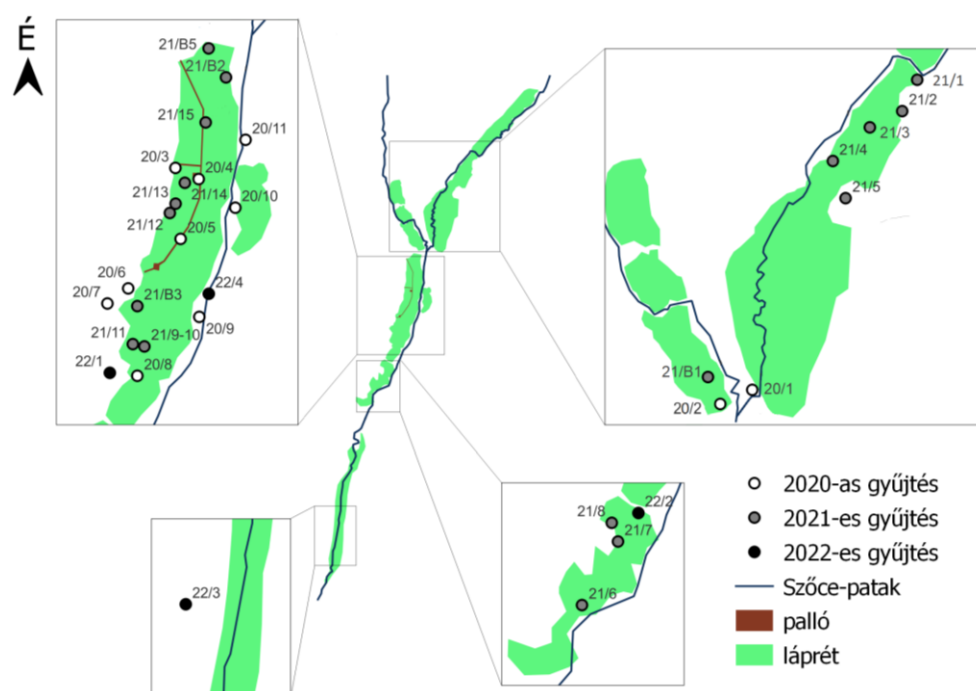 É
21/B5
21/B2
21/15
20/11
20/3
20/4
21/13
21/14
20/10
21/12
20/5
20/6
20/7
21/B3
22/4
21/11
21/9-10
20/9
22/1
20/8
21/1
21/2
21/3
21/4
21/5
21/B1
20/1
20/2
22/3
22/2
21/8
21/7
21/6
2020-as gyűjtés
2021-es gyűjtés
2022-es gyűjtés
Szőce-patak
palló
láprét